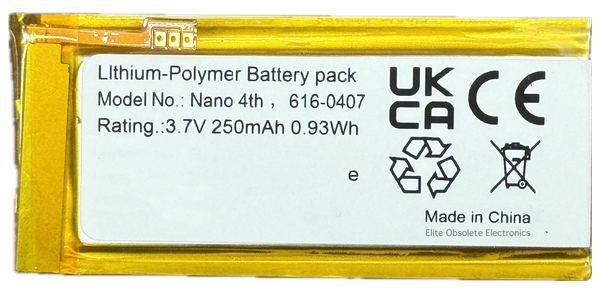 LIthium-Polymer Battery pack
Model No.: Nano 4th , 616-0407
Rating.:3.7V 250mAh 0.93Wh
UK
CA
CE
e
Made in China
Elite Obsolete Electronics